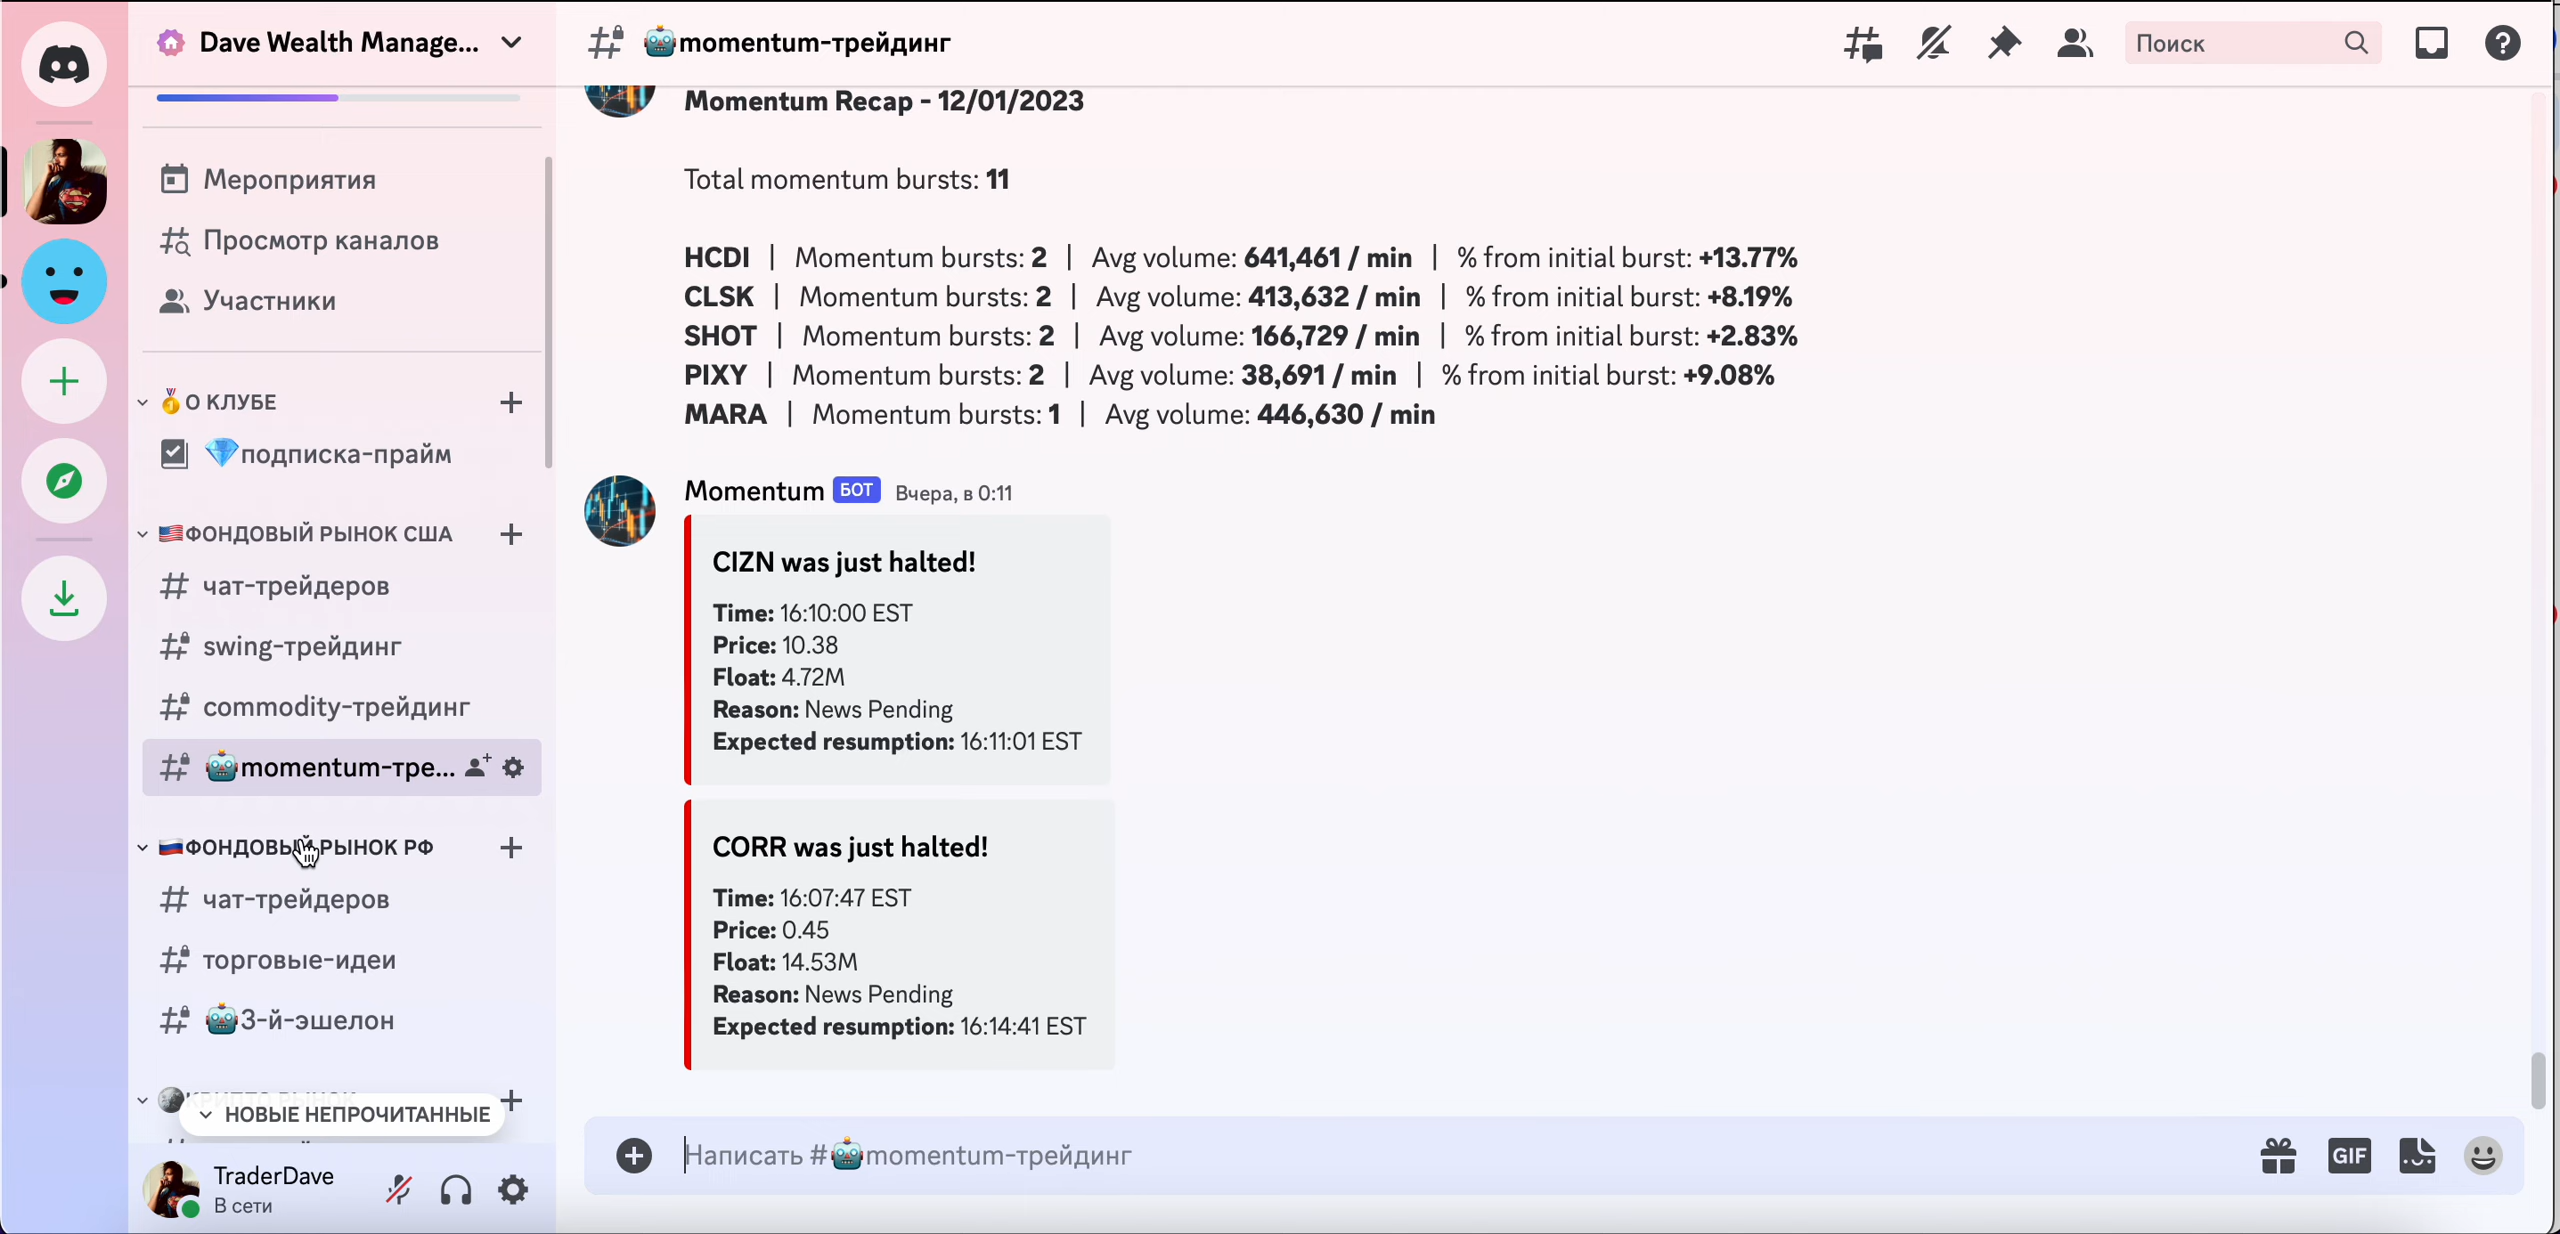 Dave Wealth Manage...
Мероприятия
Просмотр каналов
Участники
О КЛУБЕ
подписка-прайм
ФОНДОВЫЙ РЫНОК США
чат-трейдеров
swing-трейдинг
commodity-трейдинг
momentum-тре...
ФОНДОВЫЙ РЫНОК РФ
чат-трейдеров
торговые-идеи
3-й-эшелон
КРИПТО РЫНОК
НОВЫЕ НЕПРОЧИТАННЫЕ
TraderDave
В сети
momentum-трейдинг
Поиск
Momentum Recap - 12/01/2023
Total momentum bursts: 11
HCDI | Momentum bursts: 2 | Avg volume: 641,461 / min | % from initial burst: +13.77%
CLSK | Momentum bursts: 2 | Avg volume: 413,632 / min | % from initial burst: +8.19%
SHOT | Momentum bursts: 2 | Avg volume: 166,729 / min | % from initial burst: +2.83%
PIXY | Momentum bursts: 2 | Avg volume: 38,691 / min | % from initial burst: +9.08%
MARA | Momentum bursts: 1 | Avg volume: 446,630 / min
Momentum БОТ Вчера, в 0:11
CIZN was just halted!
Time: 16:10:00 EST
Price: 10.38
Float: 4.72M
Reason: News Pending
Expected resumption: 16:11:01 EST
CORR was just halted!
Time: 16:07:47 EST
Price: 0.45
Float: 14.53M
Reason: News Pending
Expected resumption: 16:14:41 EST
Написать #🤖momentum-трейдинг
GIF